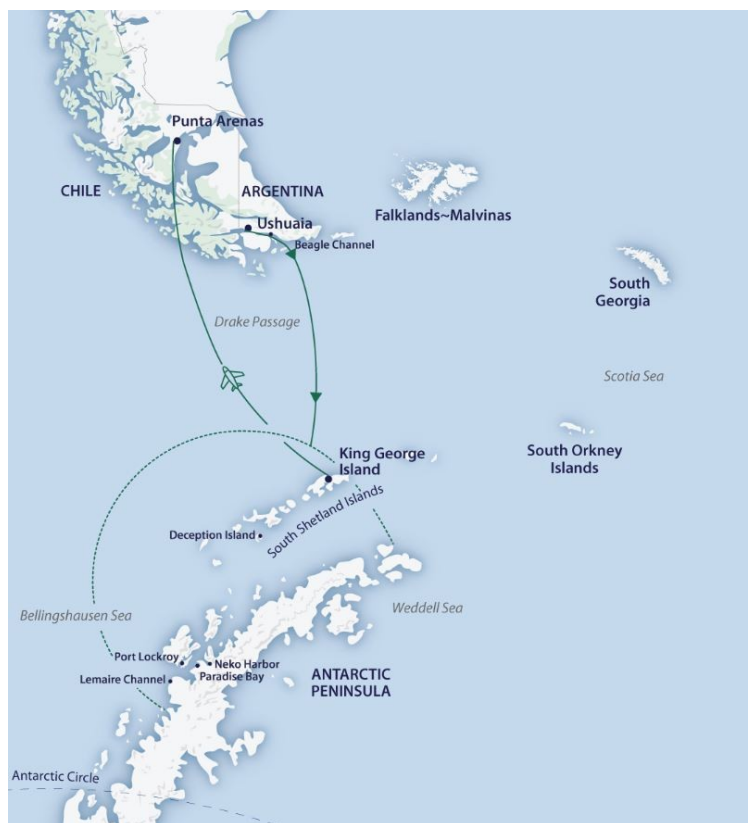 Punta Arenas
CHILE
ARGENTINA
Falklands~Malvinas
Ushuaia
Beagle Channel
South
Georgia
Drake Passage
Scotia Sea
King George
Island
South Orkney
Islands
South Shetland Islands
Deception Island
Bellingshausen Sea
Weddell Sea
Port Lockroy
Neko Harbor
Paradise Bay
Lemaire Channel
ANTARCTIC
PENINSULA
Antarctic Circle